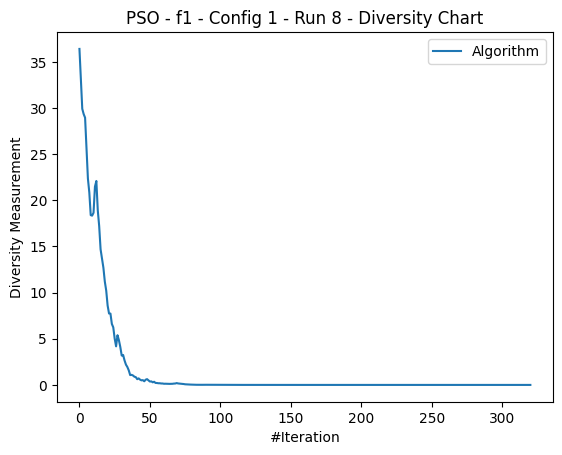 PSO - f1 - Config 1 - Run 8 - Diversity Chart
Algorithm
Diversity Measurement
35
30
25
20
15
10
5
0
0 50 100 150 200 250 300
#Iteration